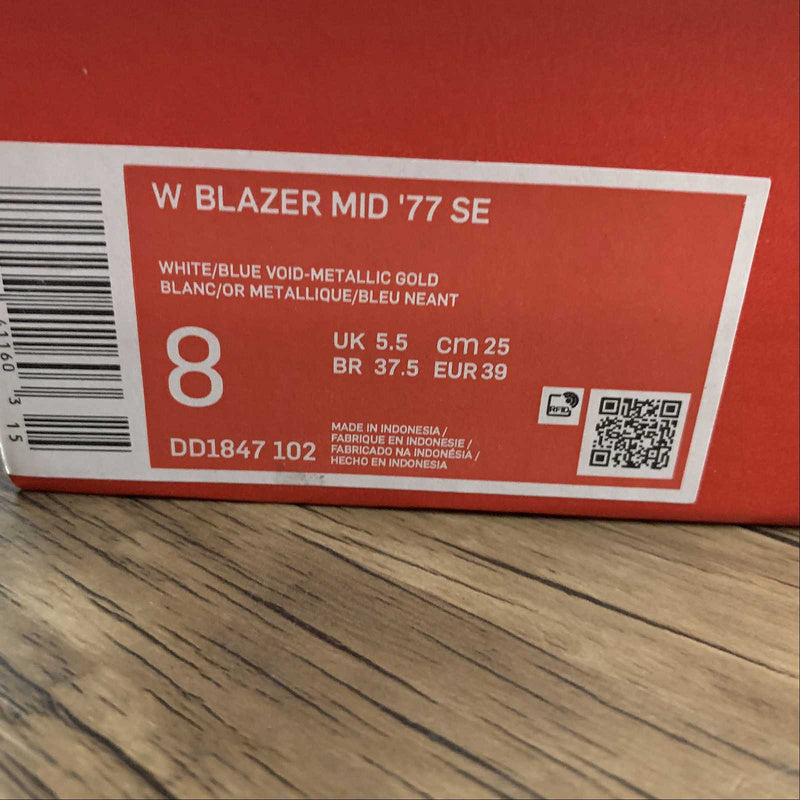 W BLAZER MID '77 SE
WHITE/BLUE VOID-METALLIC GOLD
BLANC/OR METALLIQUE/BLEU NEANT
8
UK 5.5 cm 25
BR 37.5 EUR 39
DD1847 102
MADE IN INDONESIA /
FABRIQUE EN INDONESIE /
FABRICADO NA INDONÉSIA /
HECHO EN INDONESIA
RFID
3 15